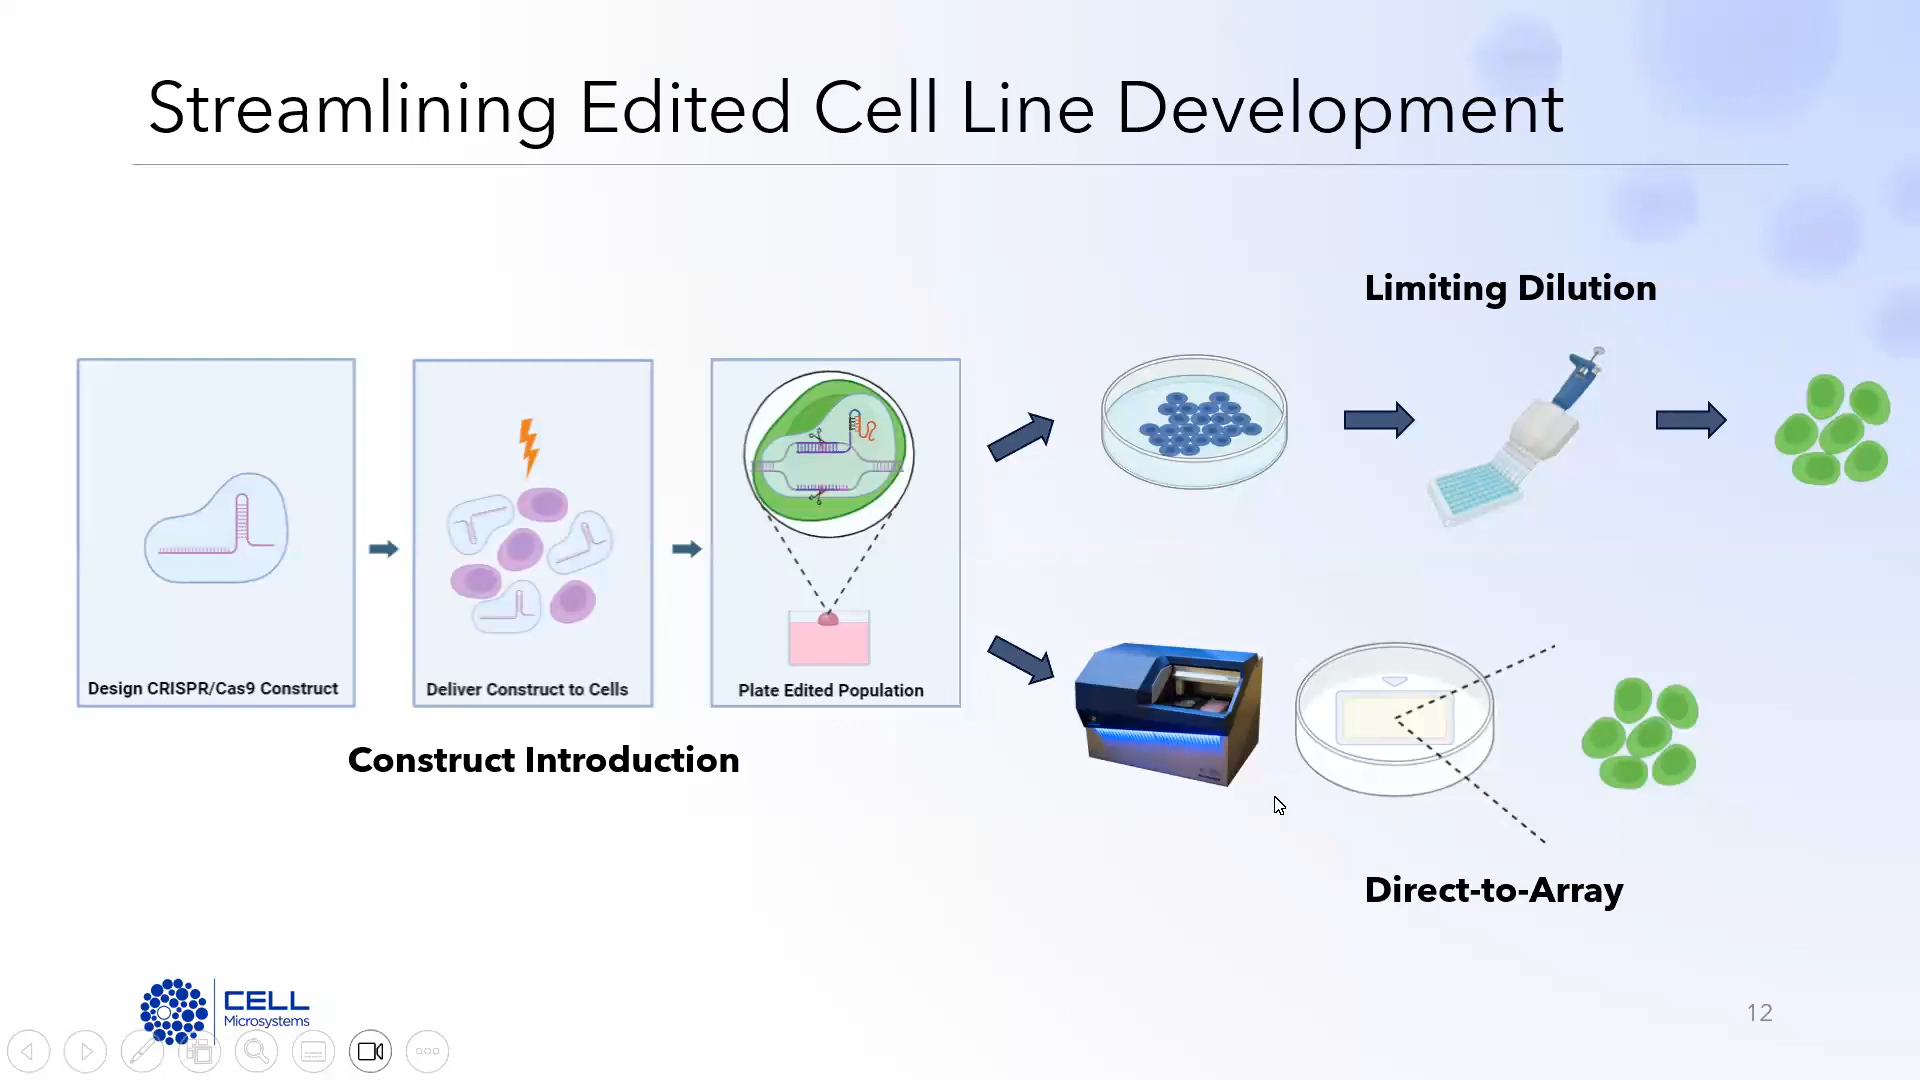 Streamlining Edited Cell Line Development
Limiting Dilution
Design CRISPR/Cas9 Construct
Deliver Construct to Cells
Plate Edited Population
Construct Introduction
Direct-to-Array
CELL
Microsystems
12